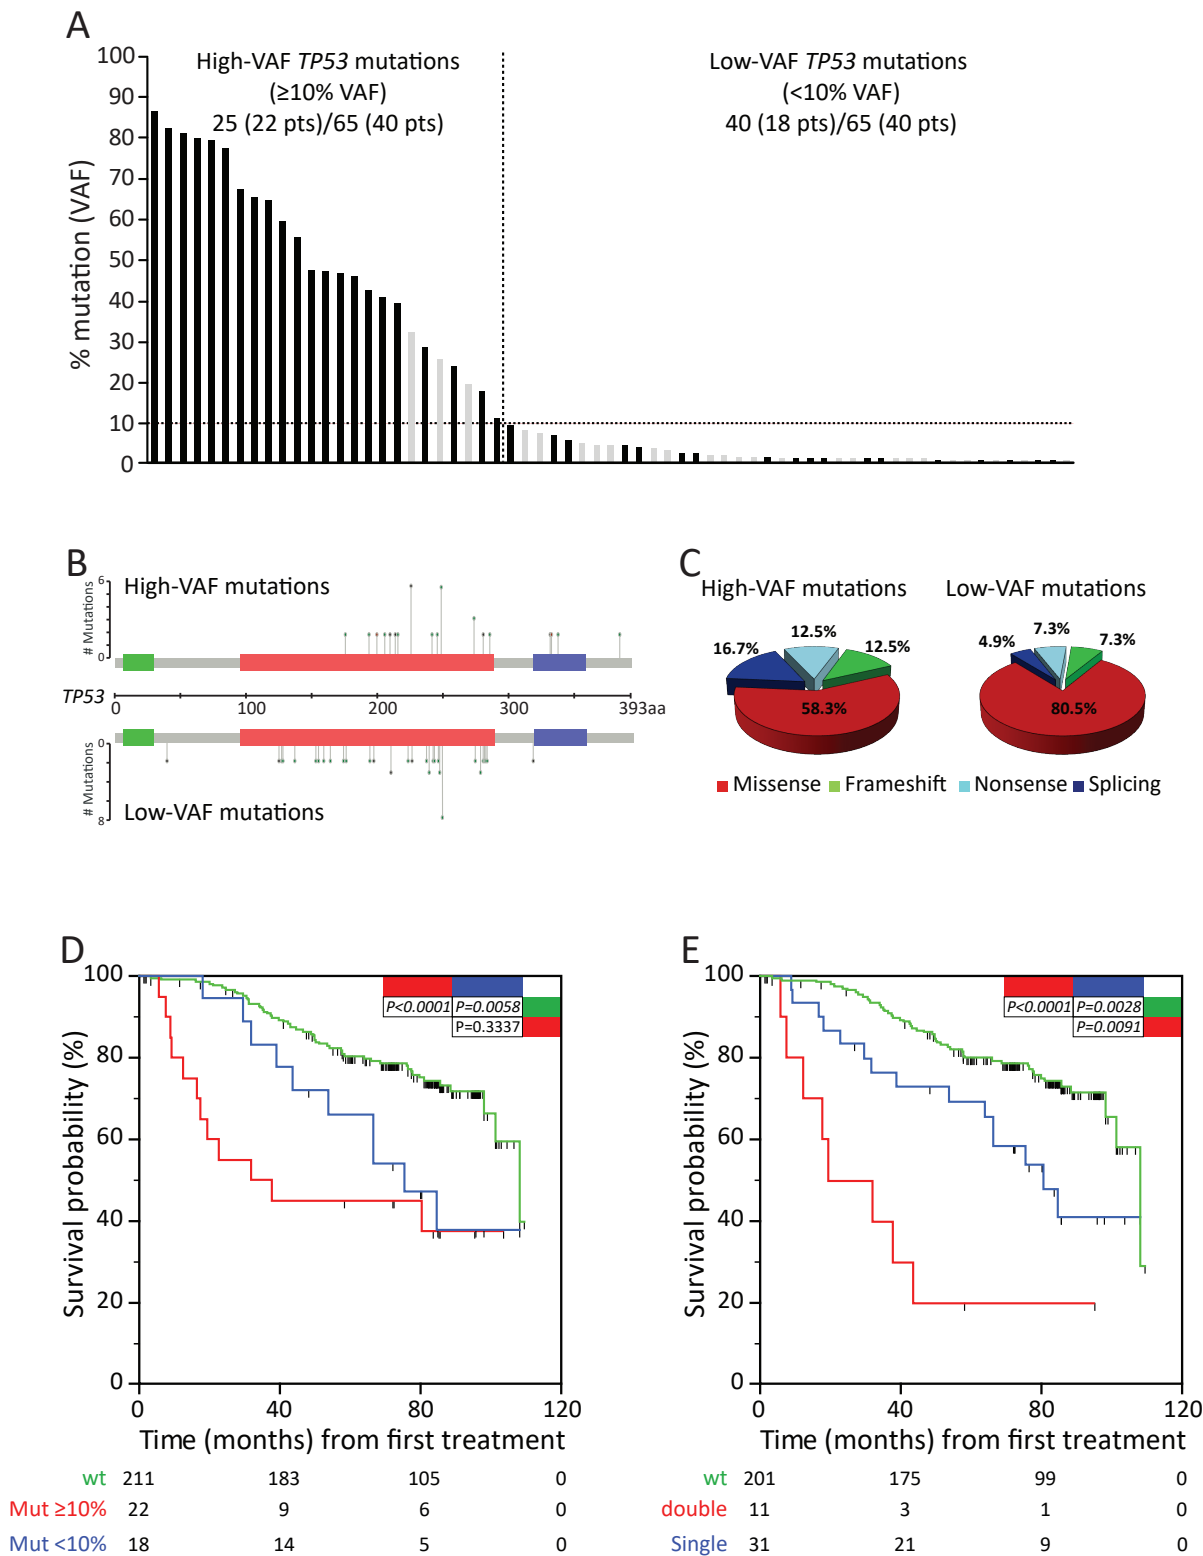 A
100
90
80
70
60
50
40
30
20
10
0
% mutation (VAF)
High-VAF TP53 mutations
(≥10% VAF)
25 (22 pts)/65 (40 pts)
Low-VAF TP53 mutations
(<10% VAF)
40 (18 pts)/65 (40 pts)
B
6
0
# Mutations
High-VAF mutations
TP53
0 100 200 300 393aa
0
8
# Mutations
Low-VAF mutations
C
High-VAF mutations
16.7%
12.5%
12.5%
58.3%
Low-VAF mutations
4.9%
7.3%
7.3%
80.5%
Missense Frameshift Nonsense Splicing
D
100
80
60
40
20
0
Survival probability (%)
P<0.0001 P=0.0058
P=0.3337
0 40 80 120
Time (months) from first treatment
wt 211 183 105 0
Mut ≥10% 22 9 6 0
Mut <10% 18 14 5 0
E
100
80
60
40
20
0
Survival probability (%)
P<0.0001 P=0.0028
P=0.0091
0 40 80 120
Time (months) from first treatment
wt 201 175 99 0
double 11 3 1 0
Single 31 21 9 0